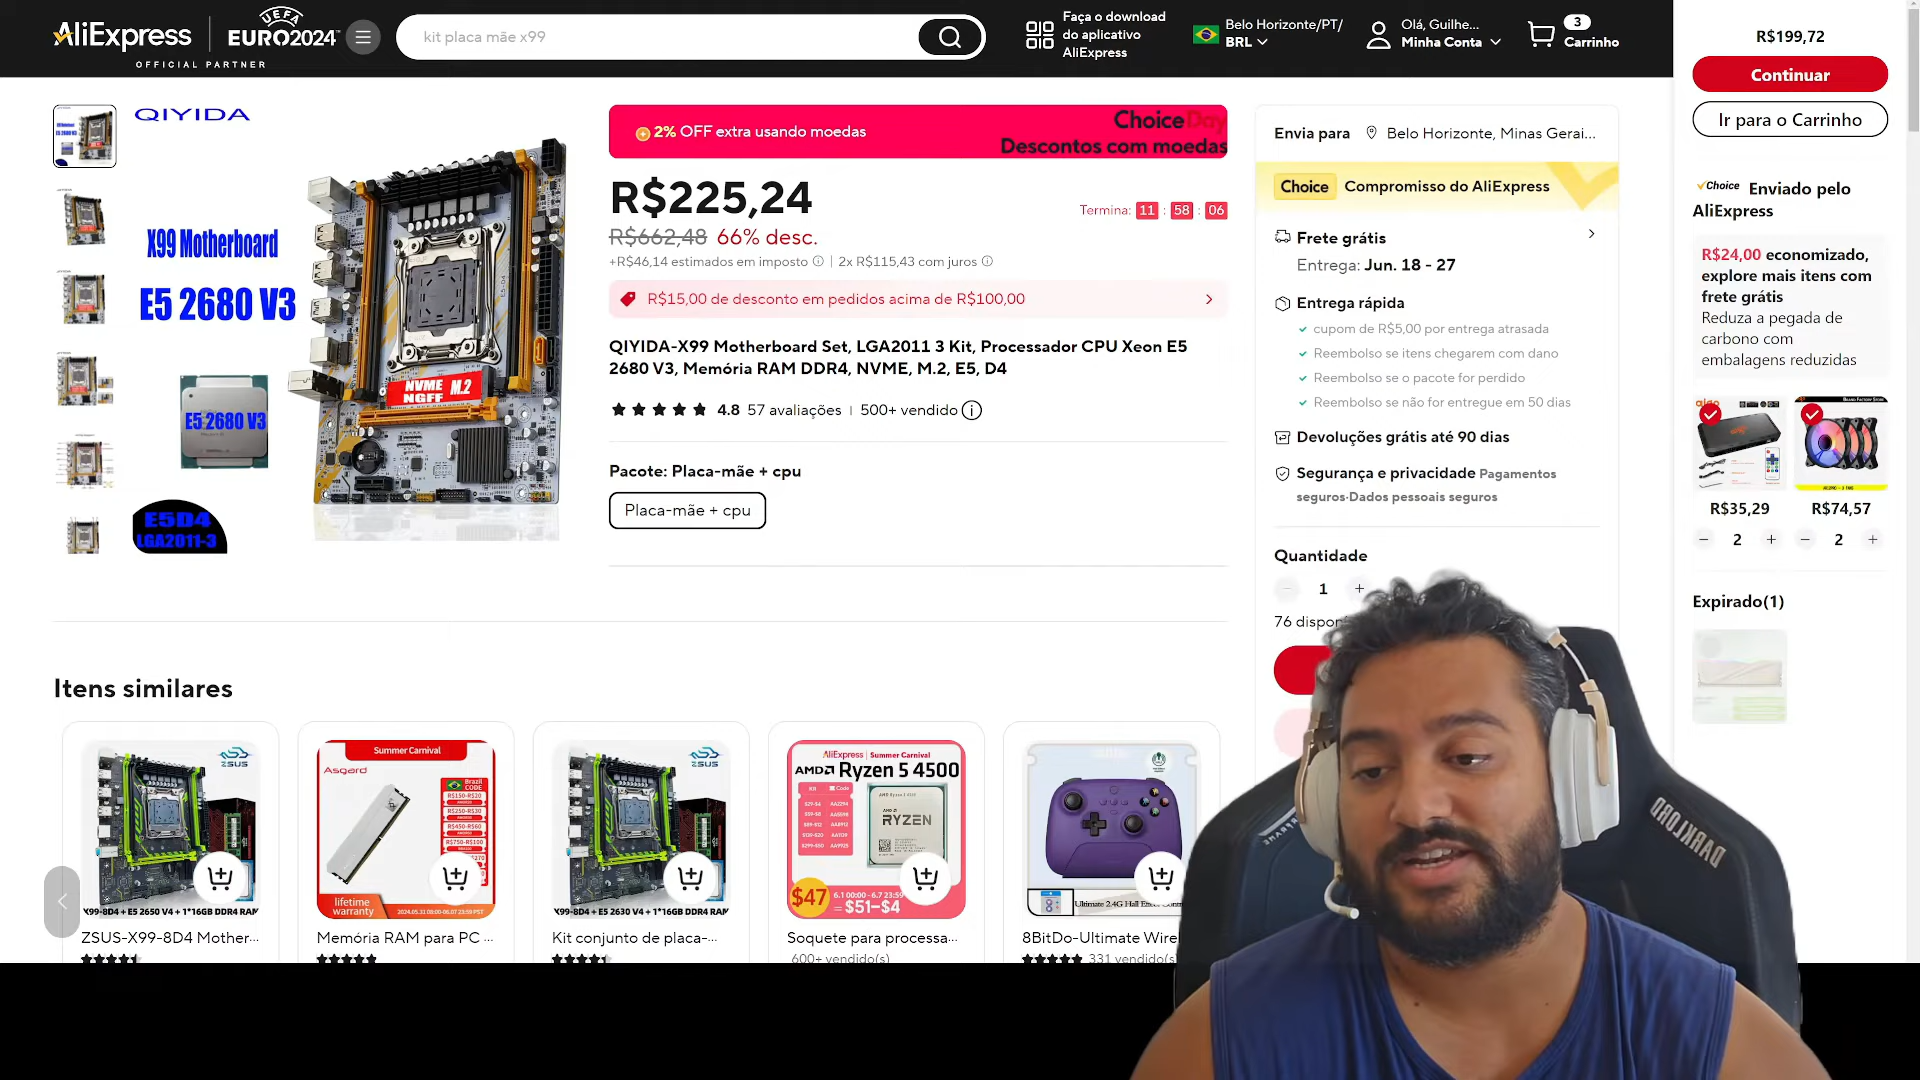 AliExpress
UEFA
EURO2024
OFFICIAL PARTNER
kit placa mãe x99
Faça o download
do aplicativo
AliExpress
Belo Horizonte/PT/
BRL
Olá, Guilhe...
Minha Conta
3
Carrinho
R$199,72
Continuar
Ir para o Carrinho
Choice Enviado pelo
AliExpress
R$24,00 economizado,
explore mais itens com
frete grátis
Reduza a pegada de
carbono com
embalagens reduzidas
R$35,29
R$74,57
2
2
Expirado(1)
QIYIDA
X99 Motherboard
E5 2680 V3
E5 2680 V3
NVME M.2
NGFF
E5D4
LGA2011-3
2% OFF extra usando moedas
Choice Day
Descontos com moedas
R$225,24
Termina: 11 : 58 : 06
R$662,48 66% desc.
+R$46,14 estimados em imposto | 2x R$115,43 com juros
R$15,00 de desconto em pedidos acima de R$100,00
QIYIDA-X99 Motherboard Set, LGA2011 3 Kit, Processador CPU Xeon E5
2680 V3, Memória RAM DDR4, NVME, M.2, E5, D4
4.8 57 avaliações | 500+ vendido
Pacote: Placa-mãe + cpu
Placa-mãe + cpu
Envia para Belo Horizonte, Minas Gerai...
Choice Compromisso do AliExpress
Frete grátis
Entrega: Jun. 18 - 27
Entrega rápida
cupom de R$5,00 por entrega atrasada
Reembolso se itens chegarem com dano
Reembolso se o pacote for perdido
Reembolso se não for entregue em 50 dias
Devoluções grátis até 90 dias
Segurança e privacidade Pagamentos
seguros·Dados pessoais seguros
Quantidade
1
76 dispon
Itens similares
ZSUS
X99-8D4 + E5 2650 V4 + 1*16GB DDR4 RAM
ZSUS-X99-8D4 Mother...
Summer Carnival
Asgard
Brazil
CODE
lifetime
warranty
Memória RAM para PC ...
ZSUS
X99-8D4 + E5 2630 V4 + 1*16GB DDR4 RAM
Kit conjunto de placa-...
AliExpress | Summer Carnival
AMD Ryzen 5 4500
RYZEN
$47
= $51-$4
Soquete para processa...
600+ vendido(s)
Ultimate 2.4G Hall Effect Contr
8BitDo-Ultimate Wire
331 vendido(s)
DARKLORD